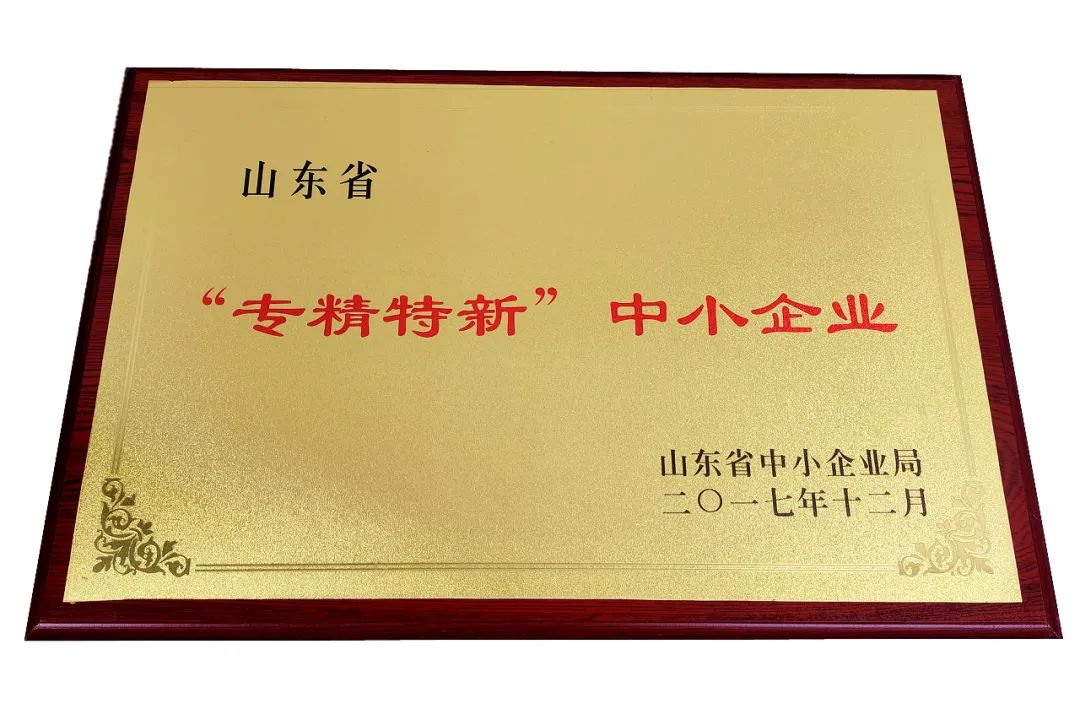 山东省
“专精特新”中小企业
山东省中小企业局
二〇一七年十二月